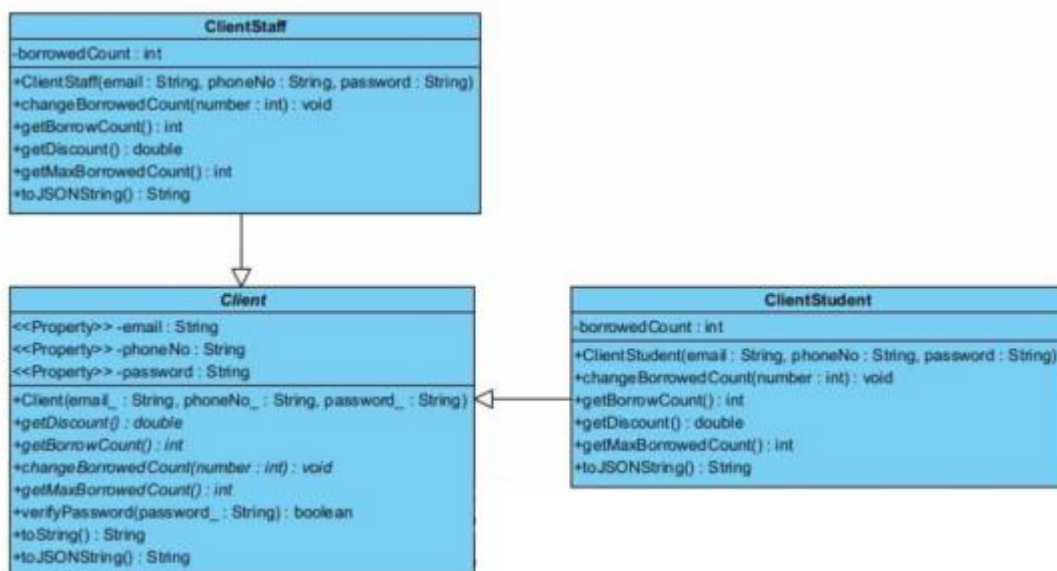 ClientStaff
-borrowedCount : int
+ClientStaff(email : String, phoneNo : String, password : String)
+changeBorrowedCount(number : int) : void
+getBorrowCount() : int
+getDiscount() : double
+getMaxBorrowedCount() : int
+toJSONString() : String
Client
<<Property>> -email : String
<<Property>> -phoneNo : String
<<Property>> -password : String
+Client(email_ : String, phoneNo_ : String, password_ : String)
+getDiscount() : double
+getBorrowCount() : int
+changeBorrowedCount(number : int) : void
+getMaxBorrowedCount() : int
+verifyPassword(password_ : String) : boolean
+toString() : String
+toJSONString() : String
ClientStudent
-borrowedCount : int
+ClientStudent(email : String, phoneNo : String, password : String)
+changeBorrowedCount(number : int) : void
+getBorrowCount() : int
+getDiscount() : double
+getMaxBorrowedCount() : int
+toJSONString() : String